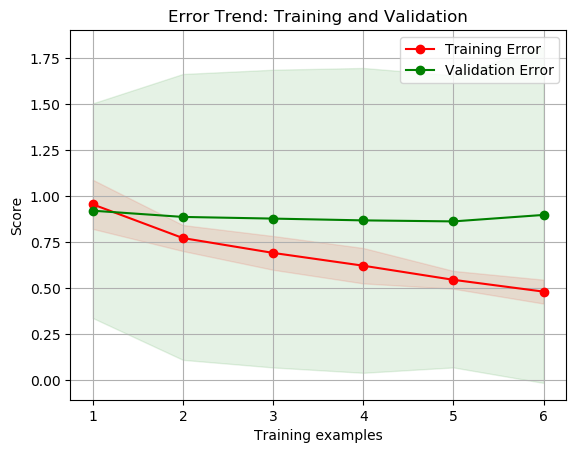 Error Trend: Training and Validation
Training Error
Validation Error
1.75
1.50
1.25
1.00
0.75
0.50
0.25
0.00
Score
1 2 3 4 5 6
Training examples